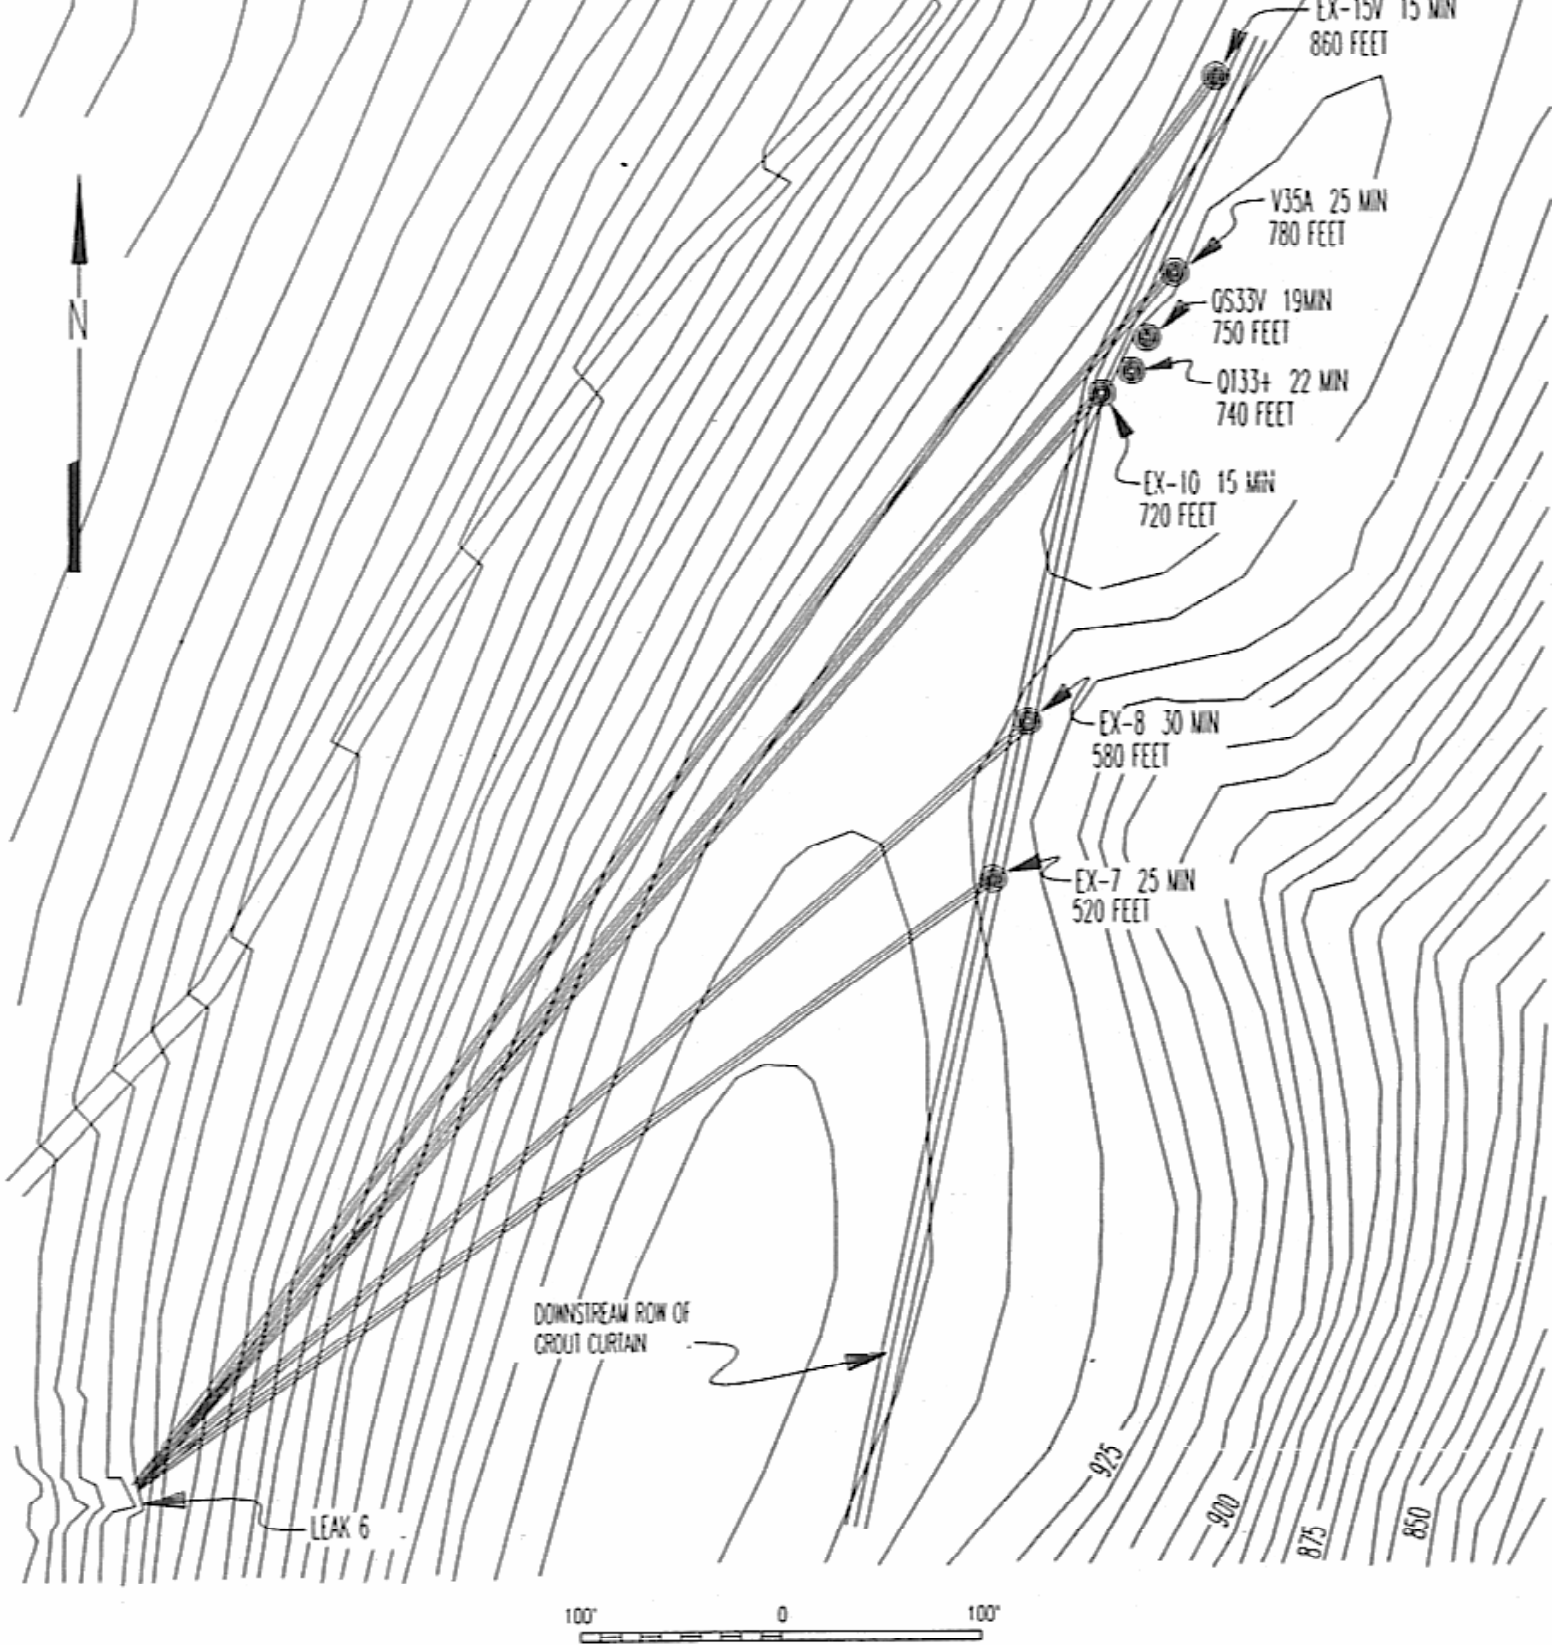 EX-15V 15 MIN
860 FEET
V35A 25 MIN
780 FEET
QS33V 19MIN
750 FEET
N
QT33+ 22 MIN
740 FEET
EX-10 15 MIN
720 FEET
EX-8 30 MIN
580 FEET
EX-7 25 MIN
520 FEET
DOWNSTREAM ROW OF
GROUT CURTAIN
925
900
875
850
LEAK 6
100' 0 100'